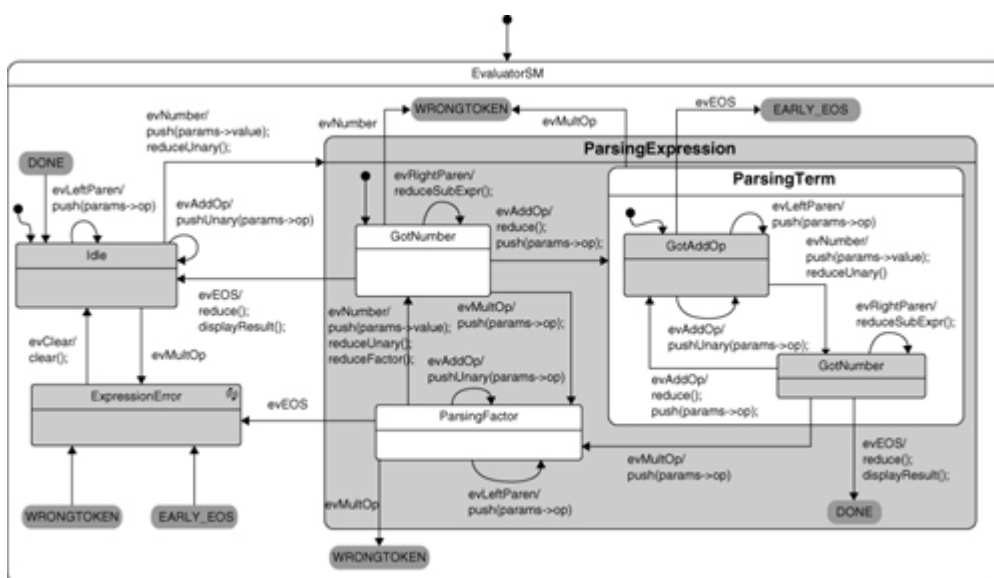 EvaluatorSM
evNumber/
push(params->value);
reduceUnary();
evNumber
WRONGTOKEN
evMultOp
evEOS
EARLY_EOS
DONE
evLeftParen/
push(params->op)
evAddOp/
pushUnary(params->op)
Idle
ParsingExpression
evRightParen/
reduceSubExpr();
GotNumber
evAddOp/
reduce();
push(params->op);
ParsingTerm
evLeftParen/
push(params->op)
GotAddOp
evNumber/
push(params->value);
reduceUnary()
evEOS/
reduce();
displayResult();
evNumber/
push(params->value);
reduceUnary();
reduceFactor();
evMultOp/
push(params->op);
evAddOp/
pushUnary(params->op);
evRightParen/
reduceSubExpr();
GotNumber
evClear/
clear();
evMultOp
evAddOp/
pushUnary(params->op)
evAddOp/
reduce();
push(params->op);
ExpressionError
evEOS
ParsingFactor
evMultOp/
push(params->op)
evEOS/
reduce();
displayResult();
evMultOp
evLeftParen/
push(params->op)
WRONGTOKEN
EARLY_EOS
DONE
WRONGTOKEN